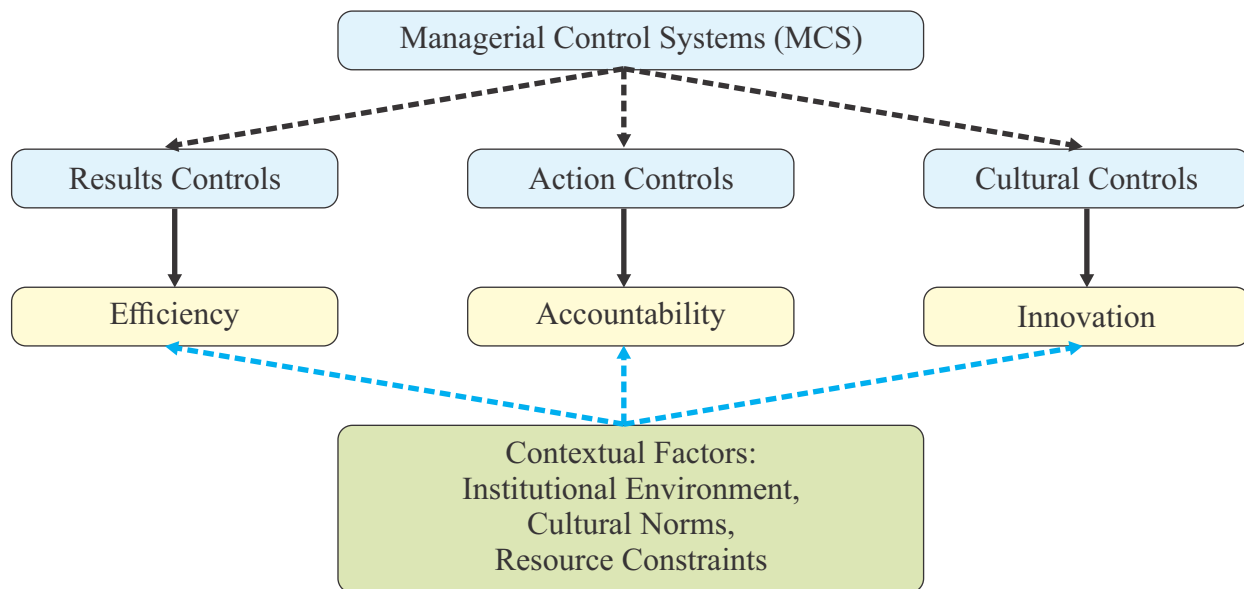 Managerial Control Systems (MCS)
Results Controls
Action Controls
Cultural Controls
Efficiency
Accountability
Innovation
Contextual Factors:
Institutional Environment,
Cultural Norms,
Resource Constraints